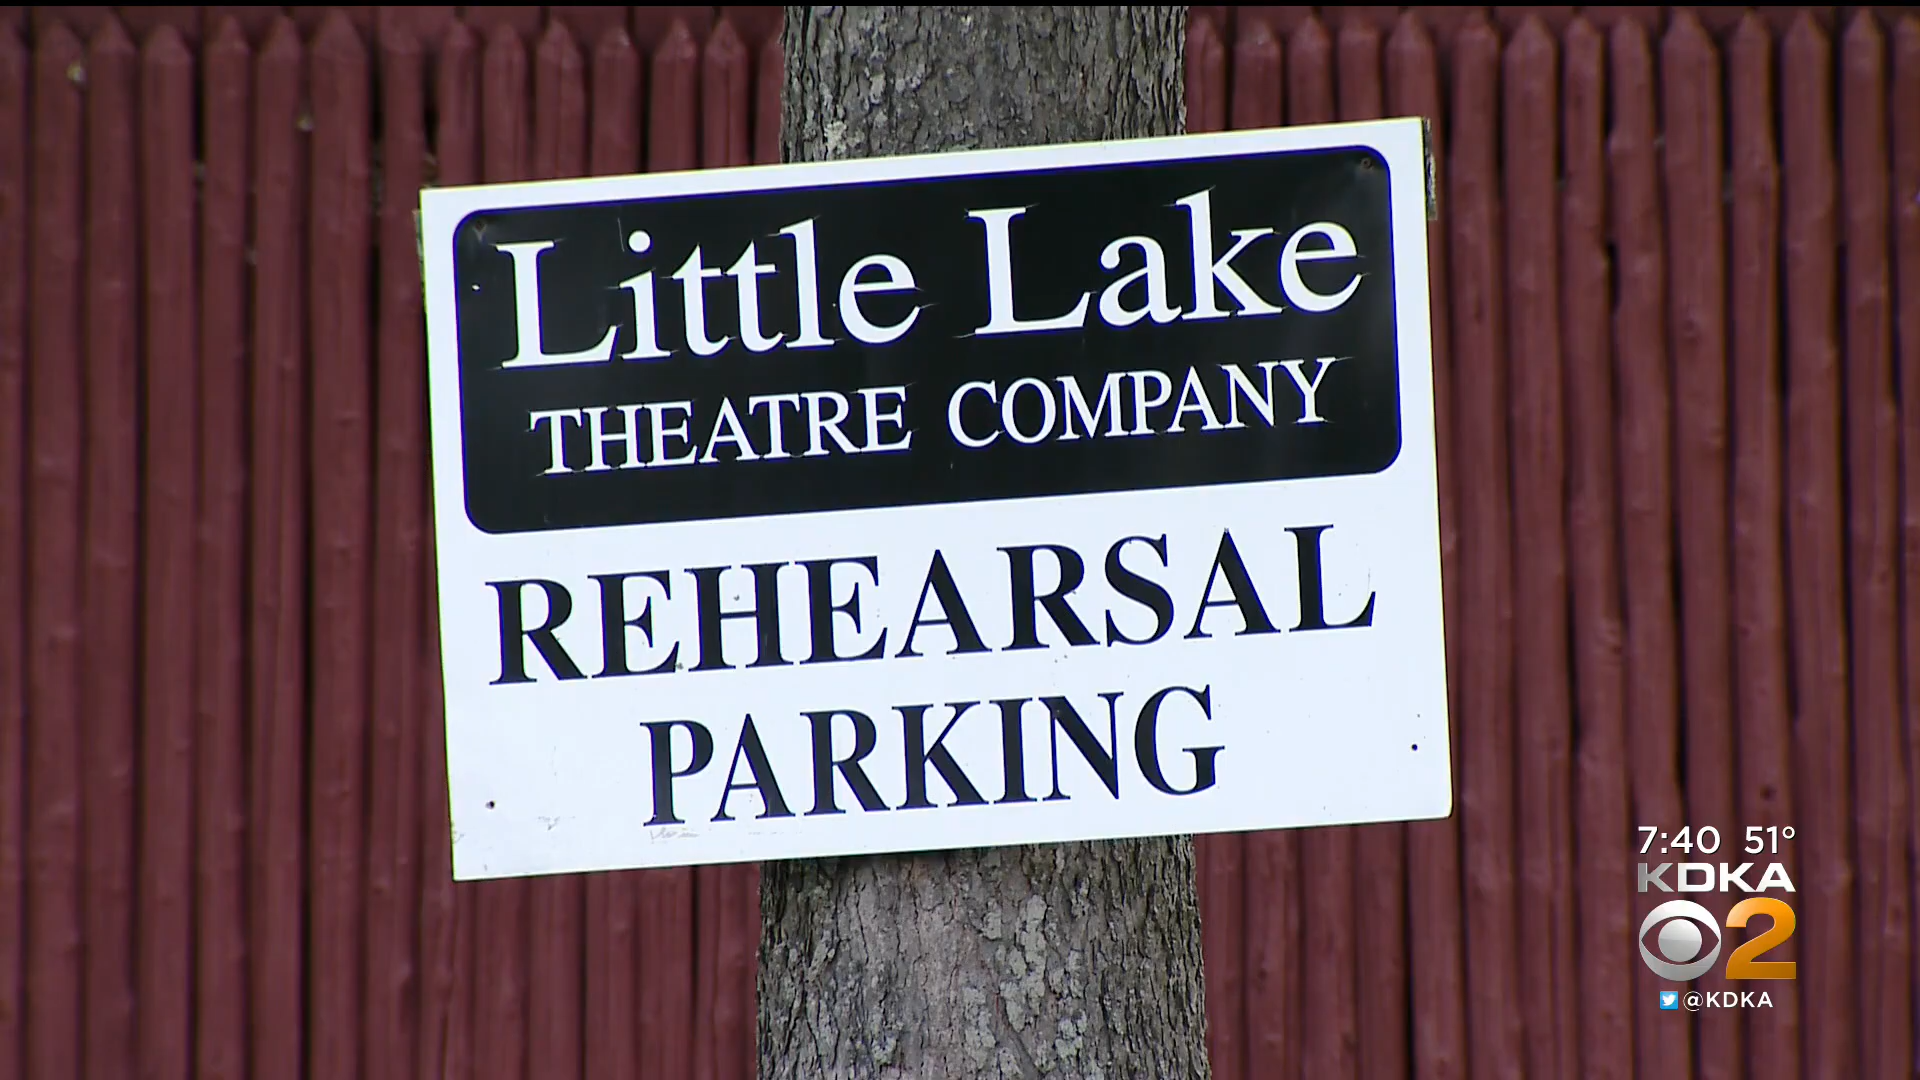 Little Lake
THEATRE COMPANY
REHEARSAL
PARKING
7:40 51°
KDKA
2
@KDKA